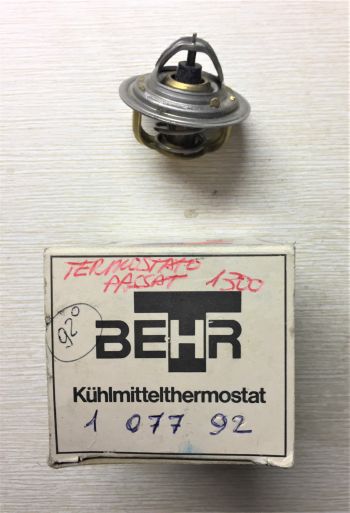 TERMOSTATO
PASSAT 1300
92°
BEHR
Kühlmittelthermostat
1 077 92